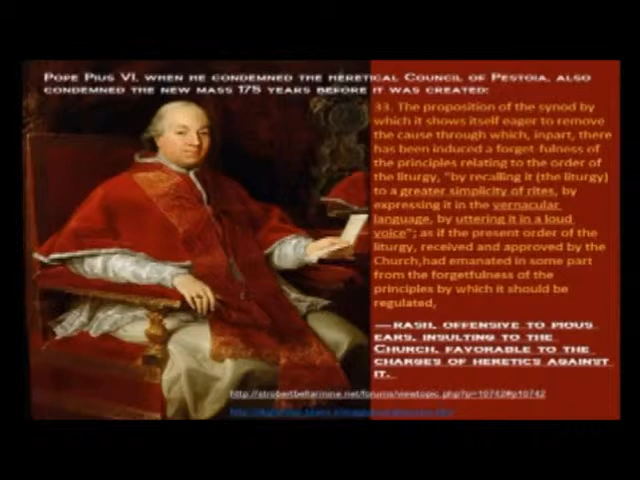 Pope Pius VI, when he condemned the heretical Council of Pestoia, also
condemned the new mass 175 years before it was created:
33. The proposition of the synod by
which it shows itself eager to remove
the cause through which, inpart, there
has been induced a forget-fulness of
the principles relating to the order of
the liturgy, "by recalling it (the liturgy)
to a greater simplicity of rites, by
expressing it in the vernacular
language, by uttering it in a loud
voice"; as if the present order of the
liturgy, received and approved by the
Church,had emanated in some part
from the forgetfulness of the
principles by which it should be
regulated,
—rash, offensive to pious
ears, insulting to the
Church, favorable to the
charges of heretics against
it.
http://strobertbellarmine.net/forums/viewtopic.php?p=10742#p10742